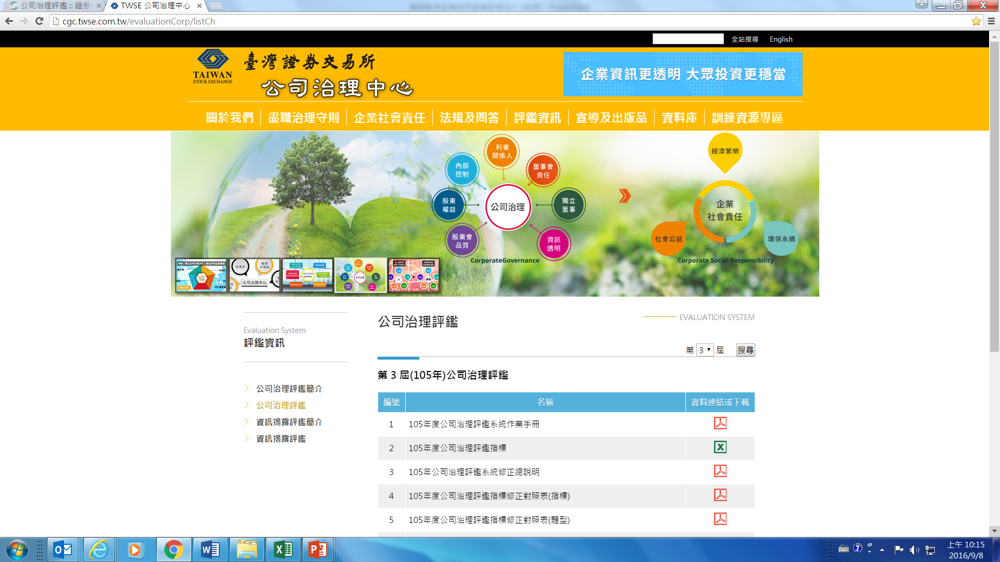 公司治理評鑑 :: 證券
TWSE 公司治理中心
cgc.twse.com.tw/evaluationCorp/listCh
全站搜尋
English
TAIWAN
STOCK EXCHANGE
臺灣證券交易所
公司治理中心
企業資訊更透明 大眾投資更穩當
關於我們
盡職治理守則
企業社會責任
法規及問答
評鑑資訊
宣導及出版品
資料庫
訓練資源專區
利害
關係人
內部
控制
董事會
責任
股東
權益
公司治理
獨立
董事
股東會
品質
資訊
透明
CorporateGovernance
經濟繁榮
企業
社會責任
社會公益
環保永續
Corporate Social Responsibility
秘書組
公司治理中心
公司治理
Evaluation System
評鑑資訊
公司治理評鑑簡介
公司治理評鑑
資訊揭露評鑑簡介
資訊揭露評鑑
公司治理評鑑
EVALUATION SYSTEM
第 3 屆 搜尋
第 3 屆(105年)公司治理評鑑
編號 名稱 資料連結或下載
1 105年度公司治理評鑑系統作業手冊
2 105年度公司治理評鑑指標
3 105年公司治理評鑑系統修正總說明
4 105年度公司治理評鑑指標修正對照表(指標)
5 105年度公司治理評鑑指標修正對照表(題型)
上午 10:15
2016/9/8